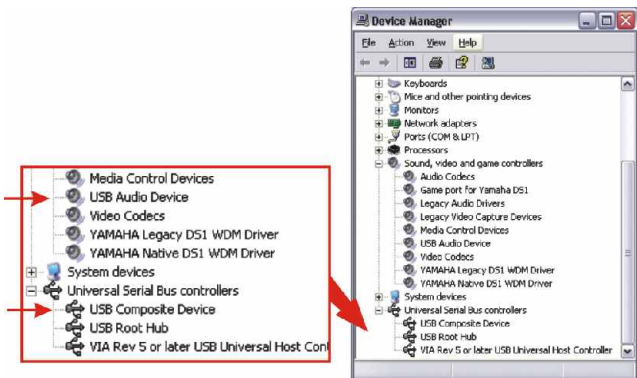 Media Control Devices
USB Audio Device
Video Codecs
YAMAHA Legacy DS1 WDM Driver
YAMAHA Native DS1 WDM Driver
System devices
Universal Serial Bus controllers
USB Composite Device
USB Root Hub
VIA Rev 5 or later USB Universal Host Cont
Device Manager
File Action View Help
Keyboards
Mice and other pointing devices
Monitors
Network adapters
Ports (COM & LPT)
Processors
Sound, video and game controllers
Audio Codecs
Game port for Yamaha DS1
Legacy Audio Drivers
Legacy Video Capture Devices
Media Control Devices
USB Audio Device
Video Codecs
YAMAHA Legacy DS1 WDM Driver
YAMAHA Native DS1 WDM Driver
System devices
Universal Serial Bus controllers
USB Composite Device
USB Root Hub
VIA Rev 5 or later USB Universal Host Controller